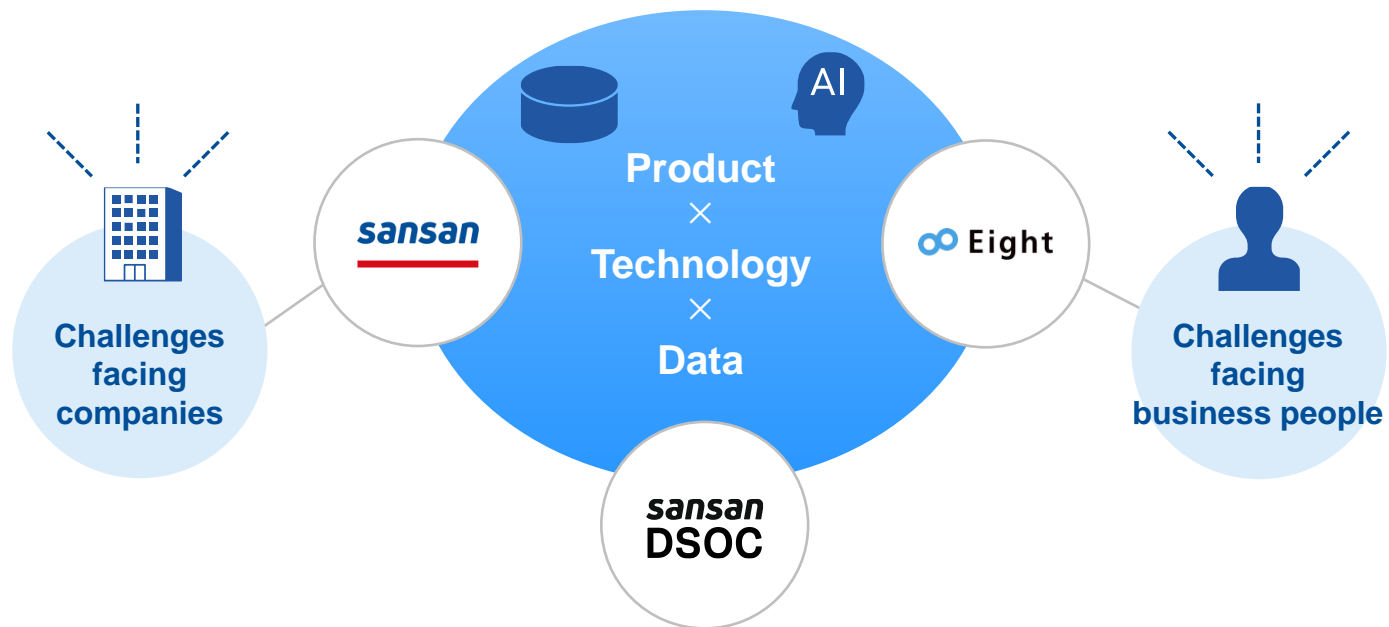 AI
Product
×
Technology
×
Data
sansan
Eight
Challenges
facing
companies
Challenges
facing
business people
sansan
DSOC